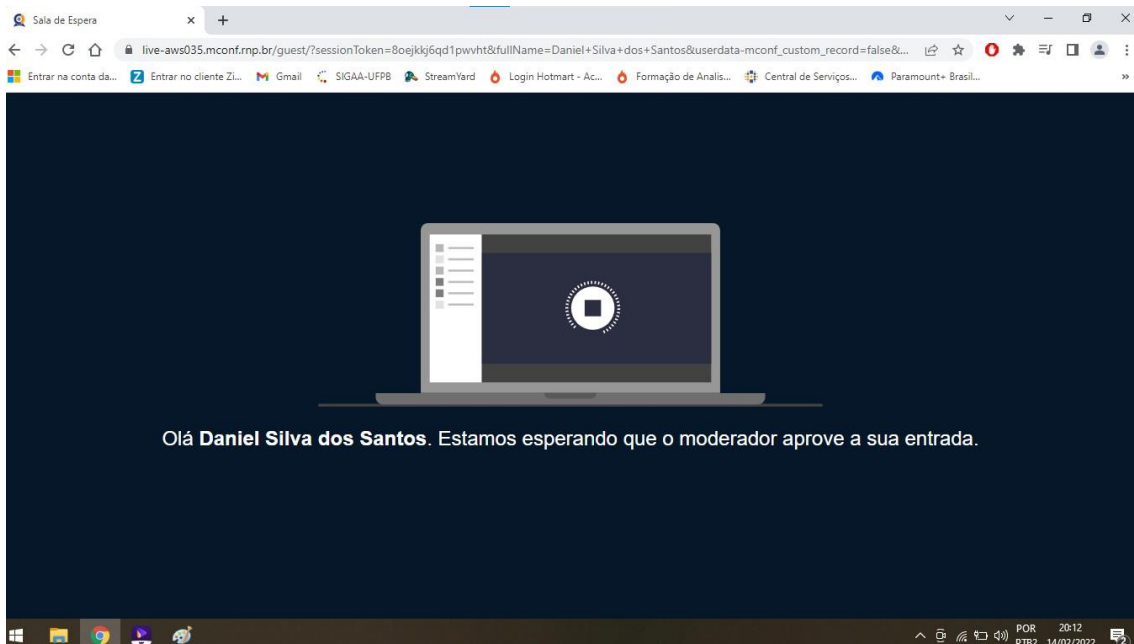 Sala de Espera
live-aws035.mconf.rnp.br/guest/?sessionToken=8oejkkj6qd1pwvht&fullName=Daniel+Silva+dos+Santos&userdata-mconf_custom_record=false&...
Entrar na conta da... Entrar no cliente Zi... Gmail SIGAA-UFPB StreamYard Login Hotmart - Ac... Formação de Analis... Central de Serviços... Paramount+ Brasil... »
Olá Daniel Silva dos Santos. Estamos esperando que o moderador aprove a sua entrada.
POR 20:12
PTB2 14/02/2022